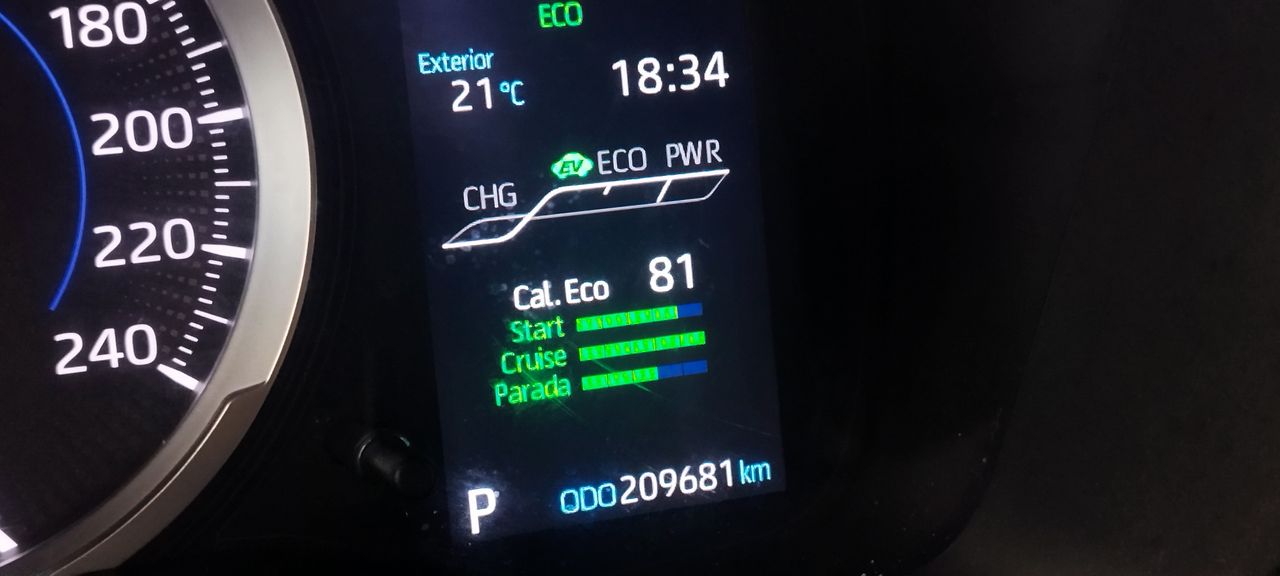 180
200
220
240
ECO
Exterior
21°C
18:34
EV ECO PWR
CHG
Cal. Eco 81
Start
Cruise
Parada
P
ODO 209681 km